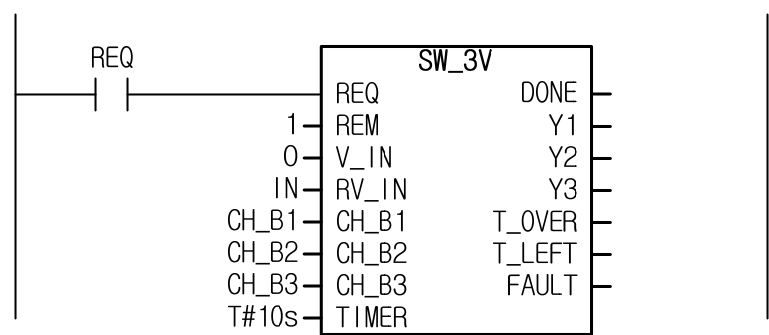 REQ
SW_3V
REQ DONE
1 REM Y1
0 V_IN Y2
IN RV_IN Y3
CH_B1 CH_B1 T_OVER
CH_B2 CH_B2 T_LEFT
CH_B3 CH_B3 FAULT
T#10s TIMER